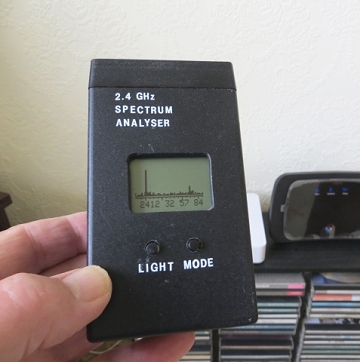 2.4 GHz
SPECTRUM
ANALYSER
2412 32 57 84
LIGHT MODE